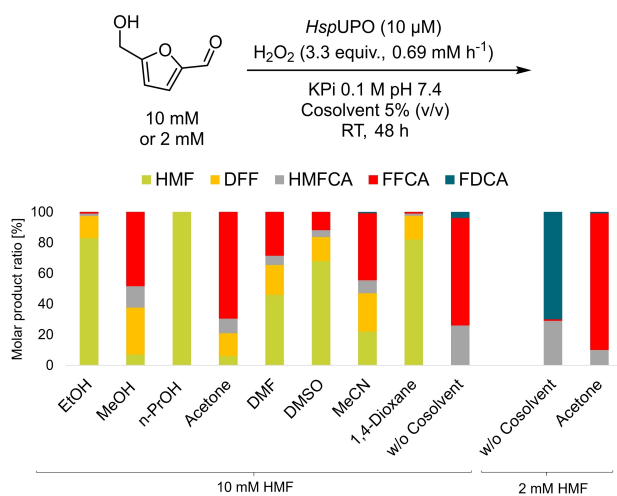 OH
O
O
HspUPO (10 µM)
H₂O₂ (3.3 equiv., 0.69 mM h⁻¹)
KPi 0.1 M pH 7.4
Cosolvent 5% (v/v)
RT, 48 h
10 mM
or 2 mM
HMF DFF HMFCA FFCA FDCA
Molar product ratio [%]
100
80
60
40
20
0
EtOH
MeOH
n-PrOH
Acetone
DMF
DMSO
MeCN
1,4-Dioxane
w/o Cosolvent
w/o Cosolvent
Acetone
10 mM HMF
2 mM HMF